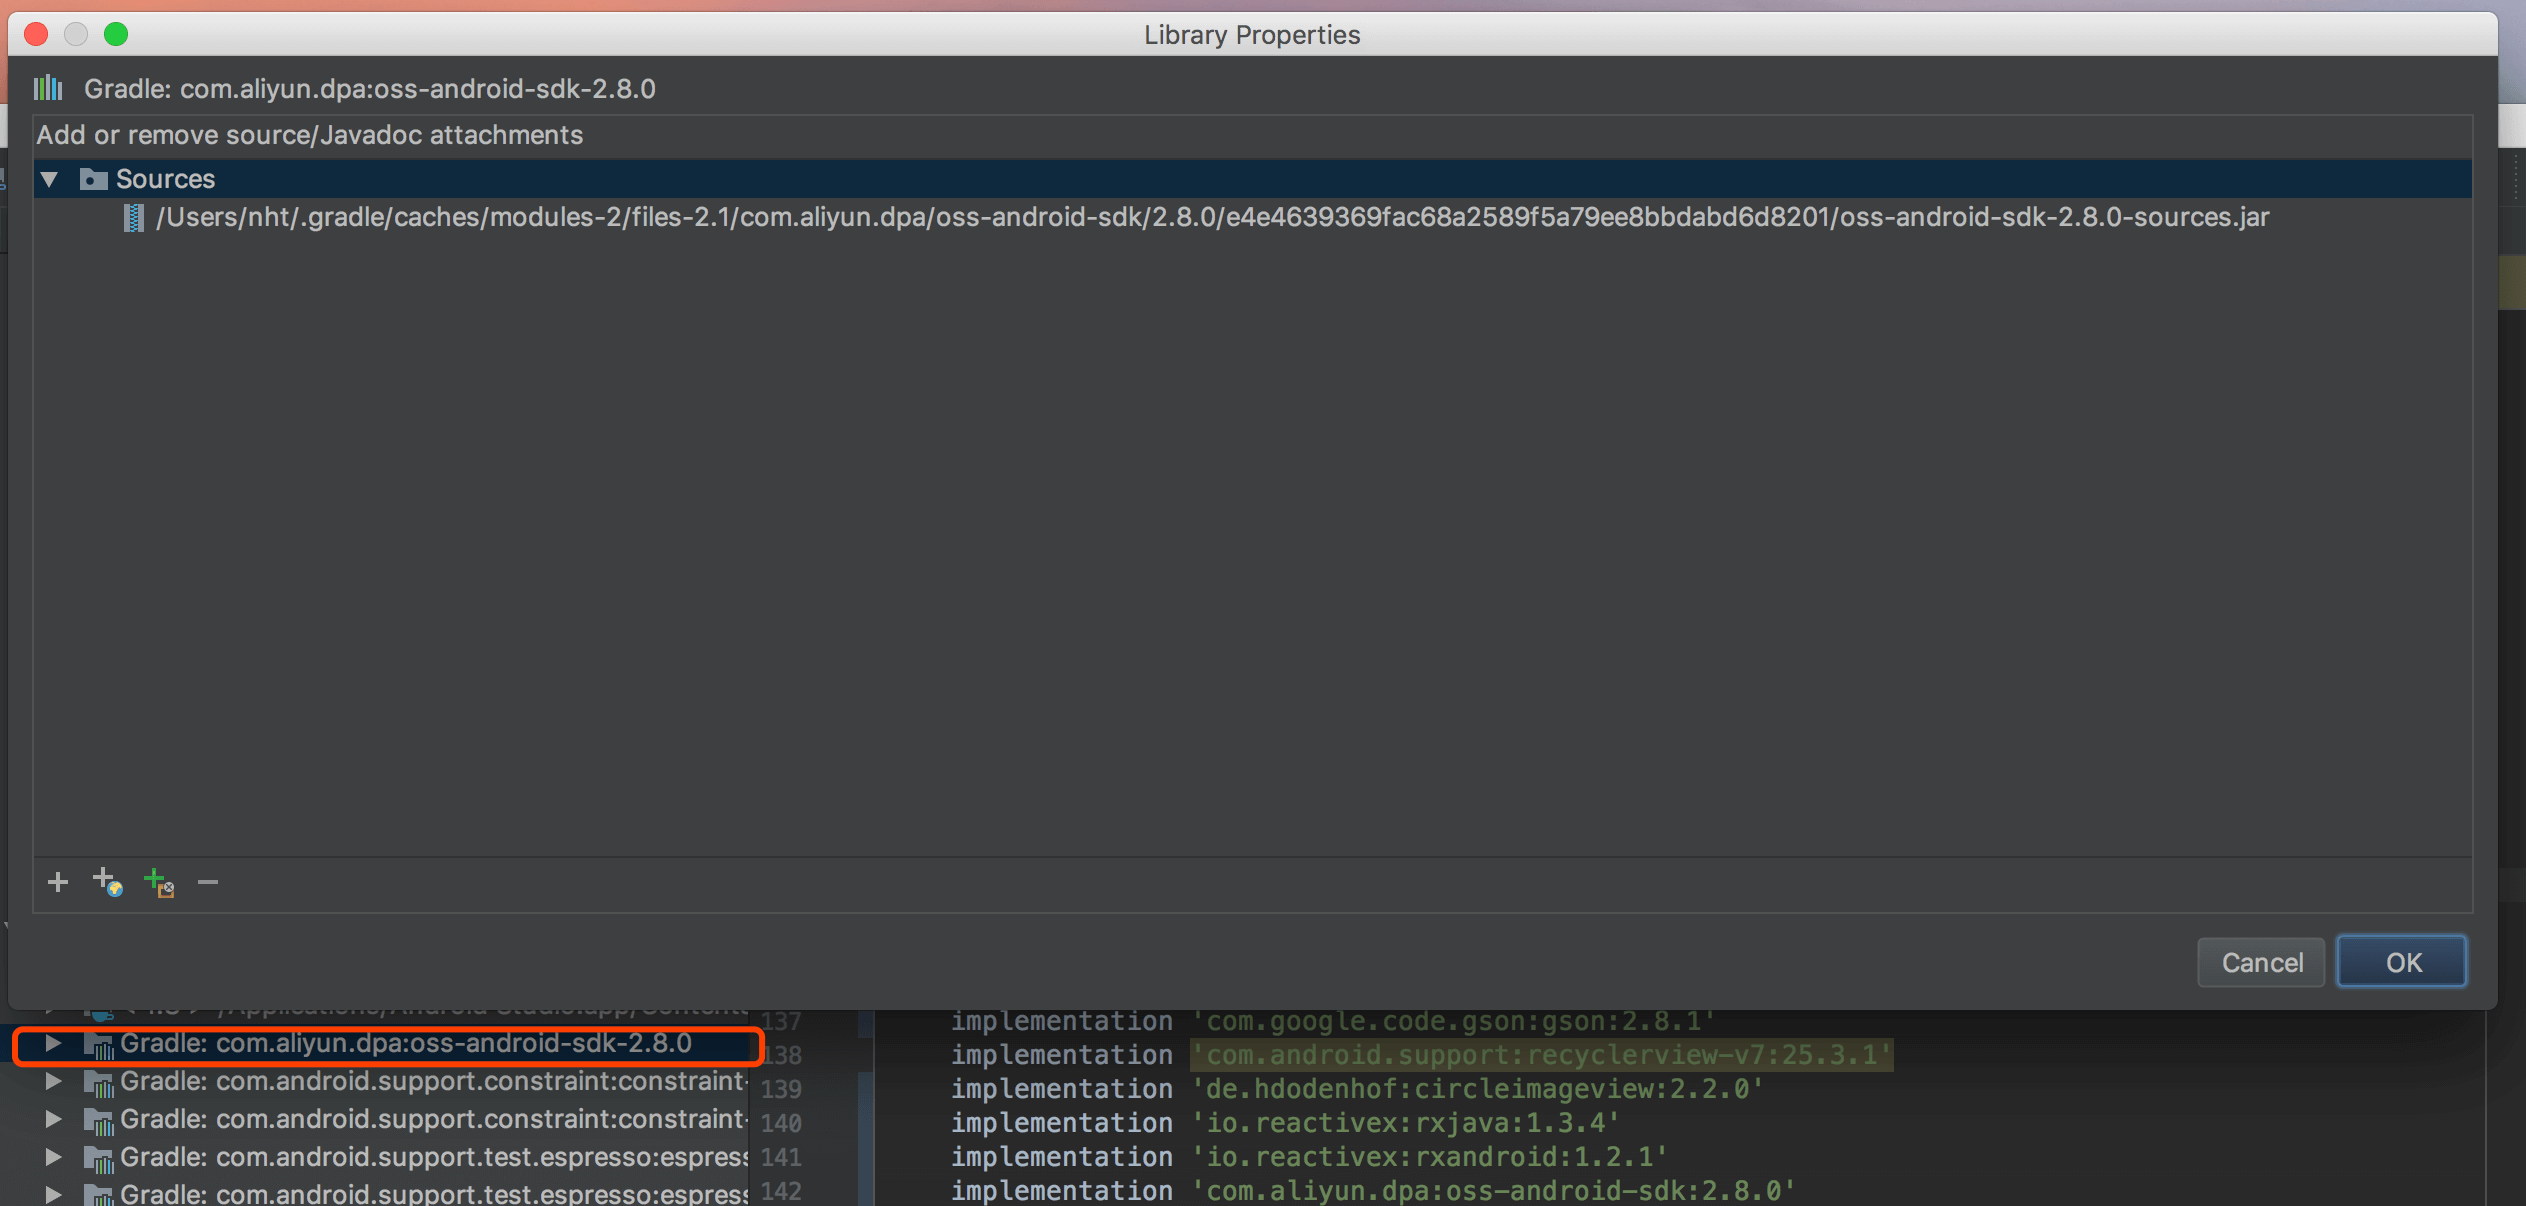 Library Properties
Gradle: com.aliyun.dpa:oss-android-sdk-2.8.0
Add or remove source/Javadoc attachments
Sources
/Users/nht/.gradle/caches/modules-2/files-2.1/com.aliyun.dpa/oss-android-sdk/2.8.0/e4e4639369fac68a2589f5a79ee8bbdabd6d8201/oss-android-sdk-2.8.0-sources.jar
Cancel
OK
Gradle: com.aliyun.dpa:oss-android-sdk-2.8.0
Gradle: com.android.support.constraint:constraint-
Gradle: com.android.support.constraint:constraint-
Gradle: com.android.support.test.espresso:espress
Gradle: com.android.support.test.espresso:espress
137 implementation 'com.google.code.gson:gson:2.8.1'
138 implementation 'com.android.support:recyclerview-v7:25.3.1'
139 implementation 'de.hdodenhof:circleimageview:2.2.0'
140 implementation 'io.reactivex:rxjava:1.3.4'
141 implementation 'io.reactivex:rxandroid:1.2.1'
142 implementation 'com.aliyun.dpa:oss-android-sdk:2.8.0'